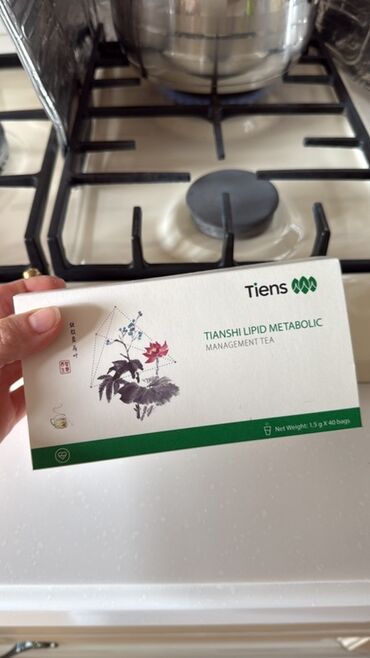 Tiens
TIANSHI LIPID METABOLIC
MANAGEMENT TEA
Net Weight: 1.5 g X 40 bags